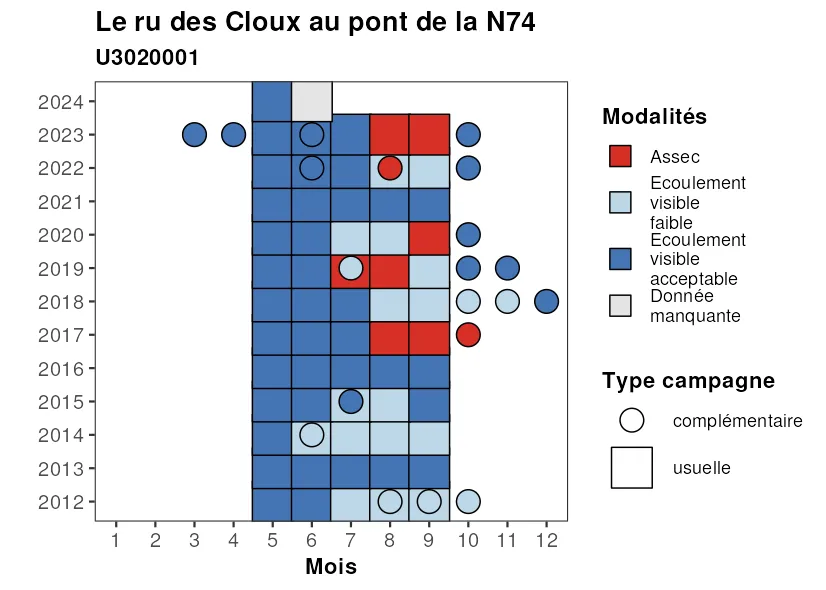 Le ru des Cloux au pont de la N74
U3020001
2024
2023
2022
2021
2020
2019
2018
2017
2016
2015
2014
2013
2012
1 2 3 4 5 6 7 8 9 10 11 12
Mois
Modalités
Assec
Ecoulement
visible
faible
Ecoulement
visible
acceptable
Donnée
manquante
Type campagne
complémentaire
usuelle